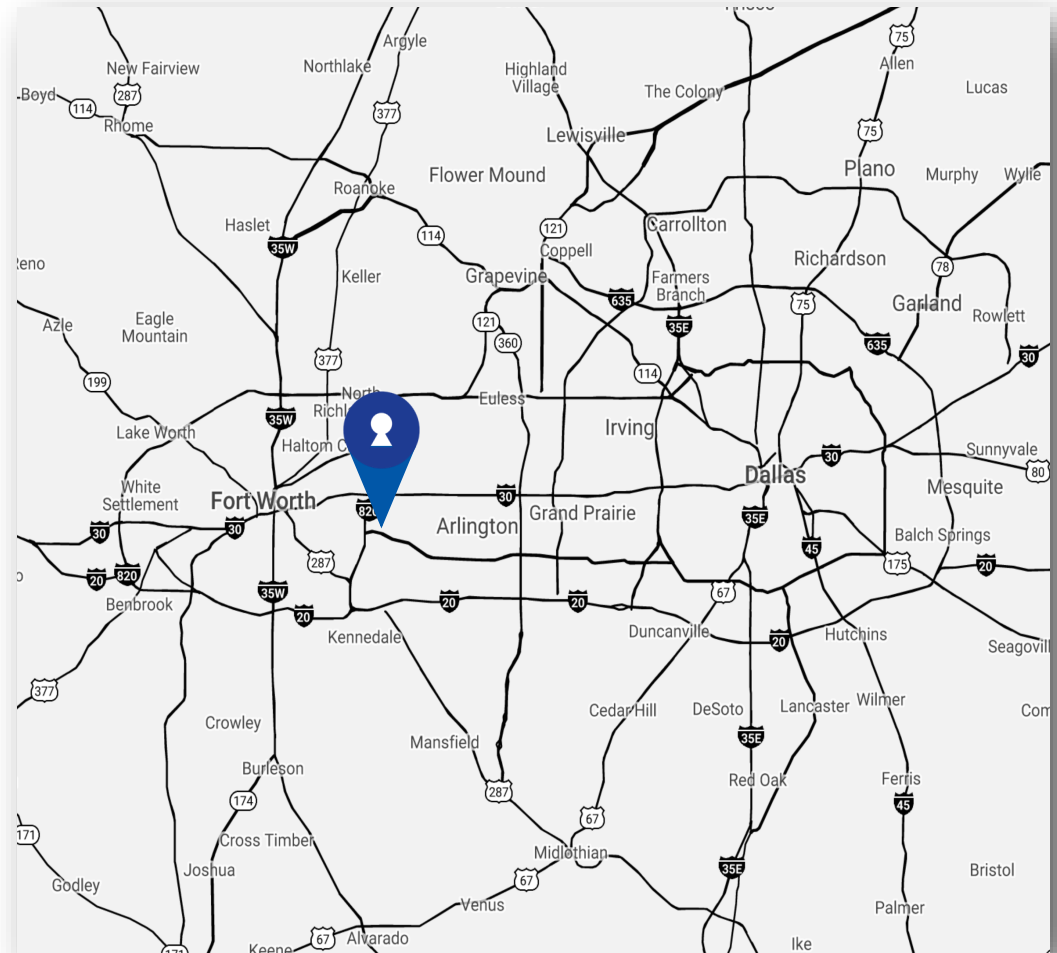 Argyle
75
New Fairview
Northlake
Highland
Village
Allen
287
Boyd
114
377
The Colony
Lucas
Rhome
75
Lewisville
Plano
Flower Mound
Murphy
Wylie
Roanoke
Haslet
Carrollton
121
114
35W
Coppell
Richardson
78
Keller
Grapevine
Farmers
Branch
635
75
Garland
Rowlett
Azle
Eagle
Mountain
121
35E
360
635
30
377
199
114
North
Euless
35W
Lake Worth
Haltom C
Irving
Sunnyvale
30
80
Dallas
White
Settlement
Fort Worth
30
Mesquite
820
Arlington
Grand Prairie
35E
30
30
Balch Springs
45
287
175
20
820
20
35W
67
Benbrook
20
20
20
Kennedale
Duncanville
20
Hutchins
377
Cedar Hill
DeSoto
Lancaster
Wilmer
Crowley
Mansfield
35E
Burleson
Red Oak
Ferris
287
174
45
67
171
Cross Timber
Midlothian
Joshua
35E
Bristol
Godley
67
Venus
Palmer
67
Alvarado
Ike
Keene
171